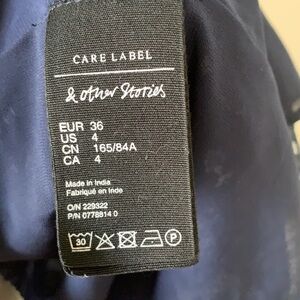 CARE LABEL
& other Stories
EUR 36
US 4
CN 165/84A
CA 4
Made in India
Fabriqué en Inde
O/N 229322
P/N 0778814 0
30 P